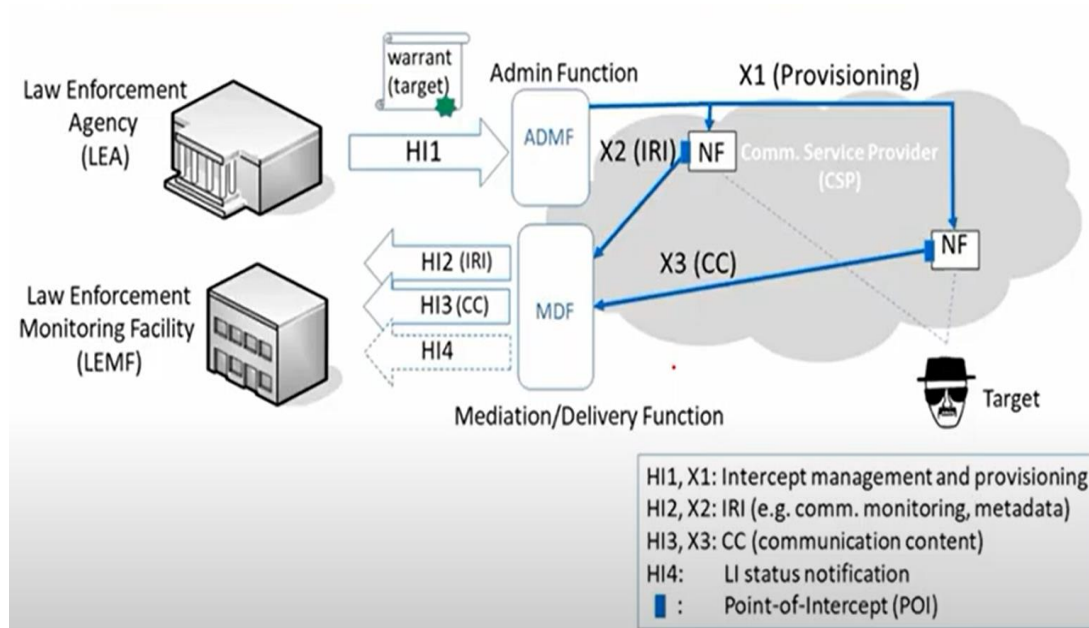 warrant
(target)
Admin Function
X1 (Provisioning)
Law Enforcement
Agency
(LEA)
HI1
ADMF
X2 (IRI)
NF
Comm. Service Provider
(CSP)
NF
HI2 (IRI)
X3 (CC)
Law Enforcement
Monitoring Facility
(LEMF)
HI3 (CC)
MDF
HI4
Target
Mediation/Delivery Function
HI1, X1: Intercept management and provisioning
HI2, X2: IRI (e.g. comm. monitoring, metadata)
HI3, X3: CC (communication content)
HI4: LI status notification
: Point-of-Intercept (POI)